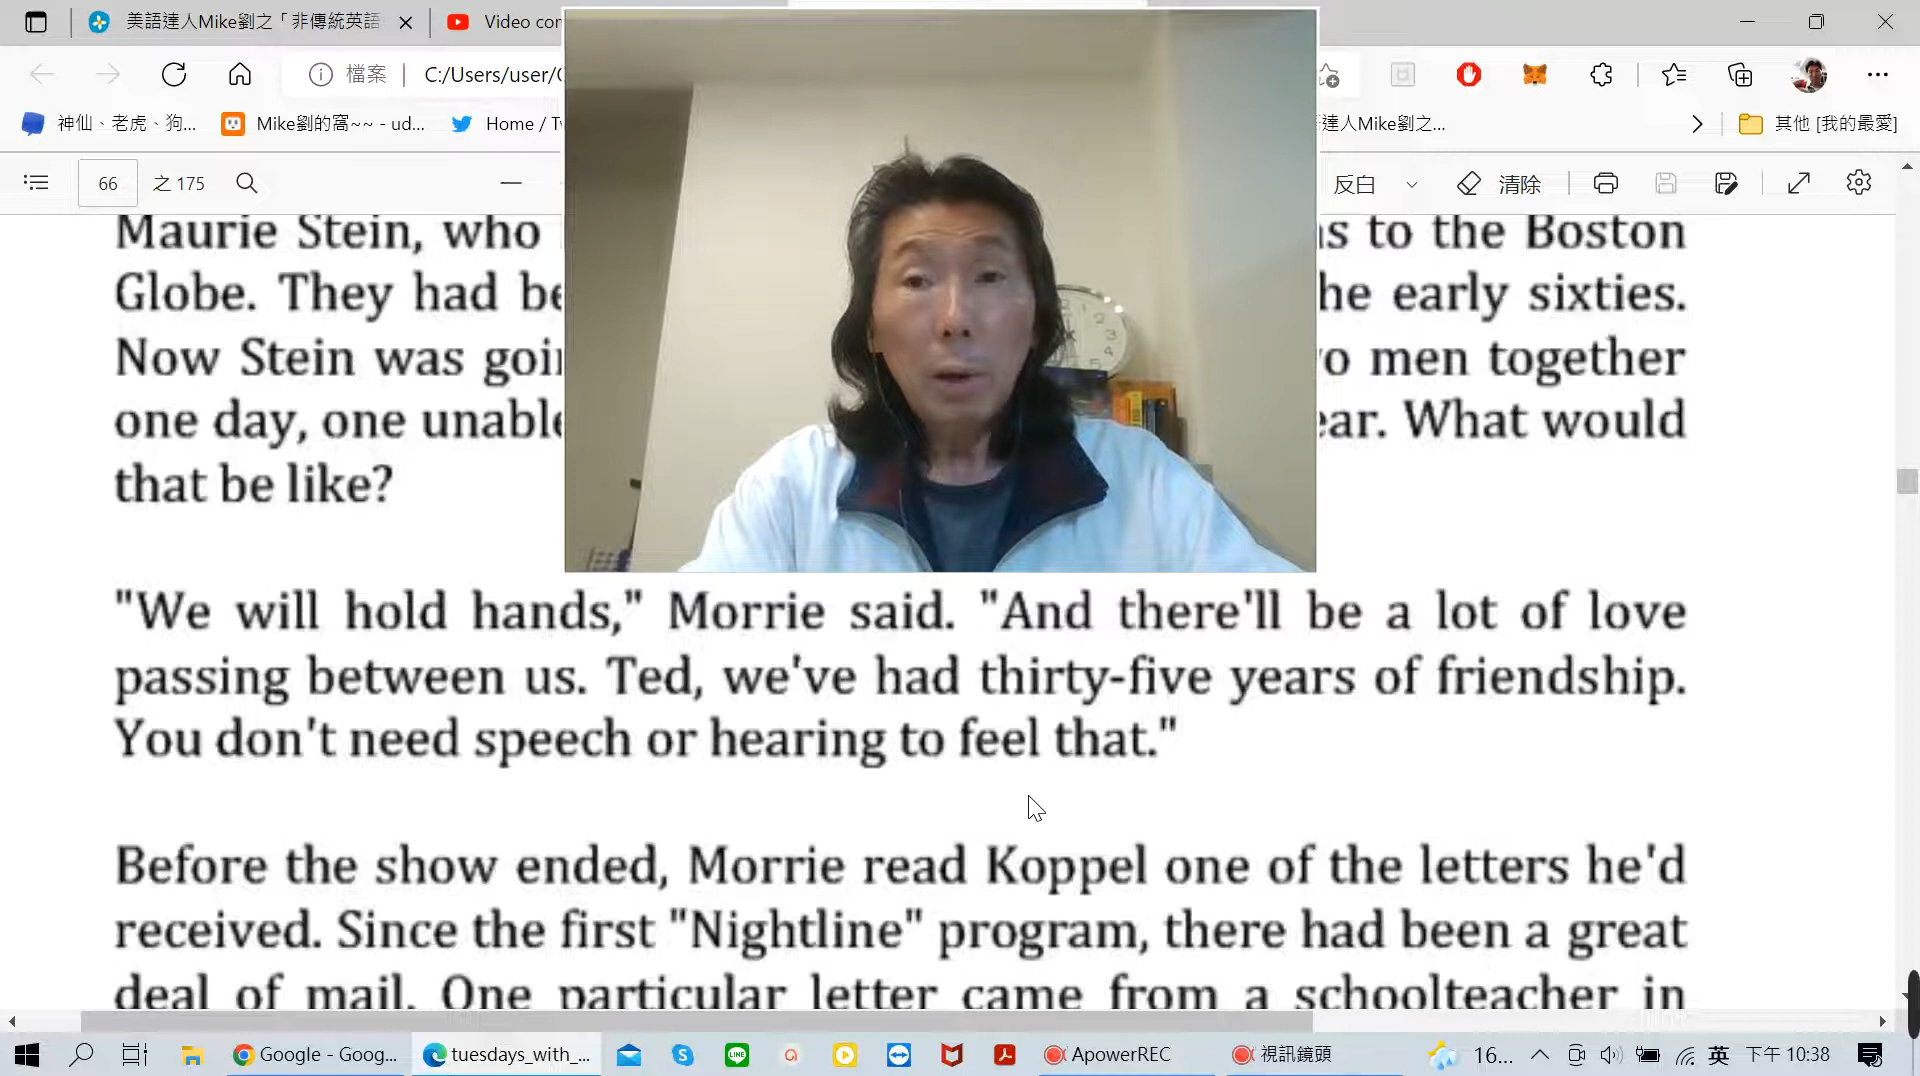 美語達人Mike劉之「非傳統英語
Video con
檔案
C:/Users/user/
神仙、老虎、狗...
Mike劉的窩~~ - ud...
Home / Tw
達人Mike劉之...
其他 [我的最愛]
66 之 175
反白
清除
Maurie Stein, who
s to the Boston
Globe. They had be
he early sixties.
Now Stein was goin
o men together
one day, one unable
ear. What would
that be like?
"We will hold hands," Morrie said. "And there'll be a lot of love
passing between us. Ted, we've had thirty-five years of friendship.
You don't need speech or hearing to feel that."
Before the show ended, Morrie read Koppel one of the letters he'd
received. Since the first "Nightline" program, there had been a great
deal of mail. One particular letter came from a schoolteacher in
Google - Goog...
tuesdays_with_...
LINE
ApowerREC
視訊鏡頭
16...
英
下午 10:38